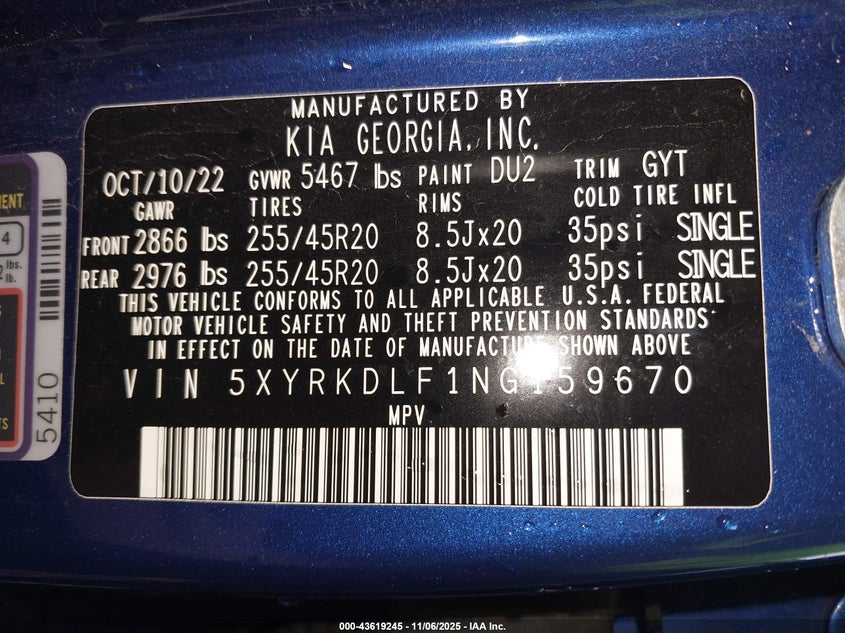 MANUFACTURED BY
KIA GEORGIA, INC.
OCT/10/22 GVWR 5467 lbs PAINT DU2 TRIM GYT
GAWR TIRES RIMS COLD TIRE INFL
FRONT 2866 lbs 255/45R20 8.5Jx20 35psi SINGLE
REAR 2976 lbs 255/45R20 8.5Jx20 35psi SINGLE
THIS VEHICLE CONFORMS TO ALL APPLICABLE U.S.A. FEDERAL
MOTOR VEHICLE SAFETY AND THEFT PREVENTION STANDARDS
IN EFFECT ON THE DATE OF MANUFACTURE SHOWN ABOVE
VIN 5XYRKDLF1NG159670
MPV
4
lbs.
lb.
5410
000-43619245 - 11/06/2025 - IAA Inc.